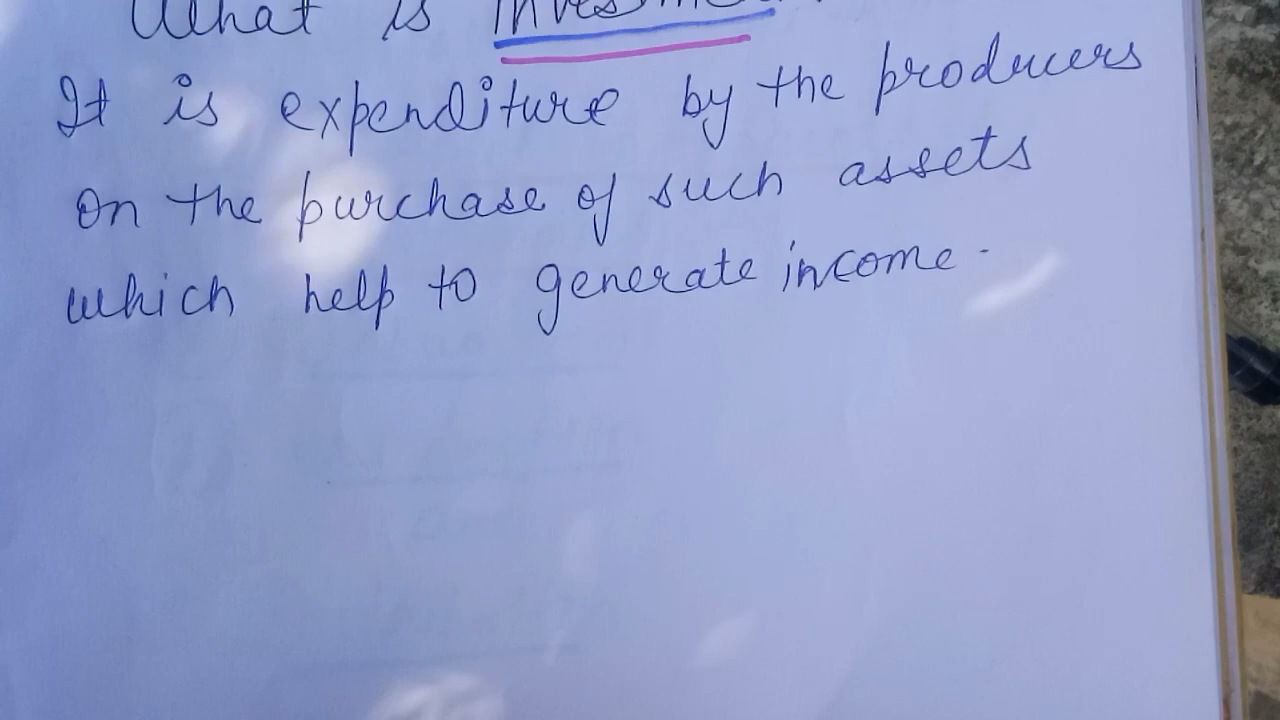 What is Investment
It is expenditure by the producers
on the purchase of such assets
which help to generate income.